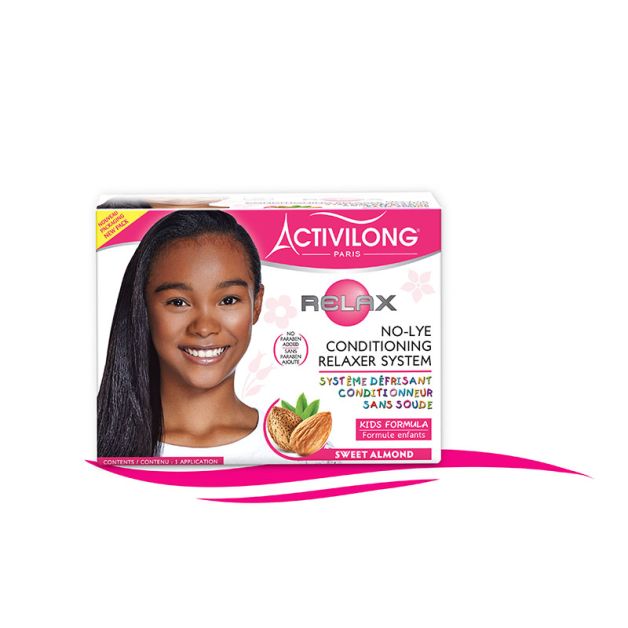 NOUVEAU
PACKAGING
NEW PACK
ACTIVILONG®
PARIS
RELAX
NO-LYE
CONDITIONING
RELAXER SYSTEM
NO
PARABEN
ADDED
SANS
PARABEN
AJOUTÉ
SYSTÈME DÉFRISANT
CONDITIONNEUR
SANS SOUDE
KIDS FORMULA
Formule enfants
SWEET ALMOND
CONTENTS / CONTENU - 1 APPLICATION